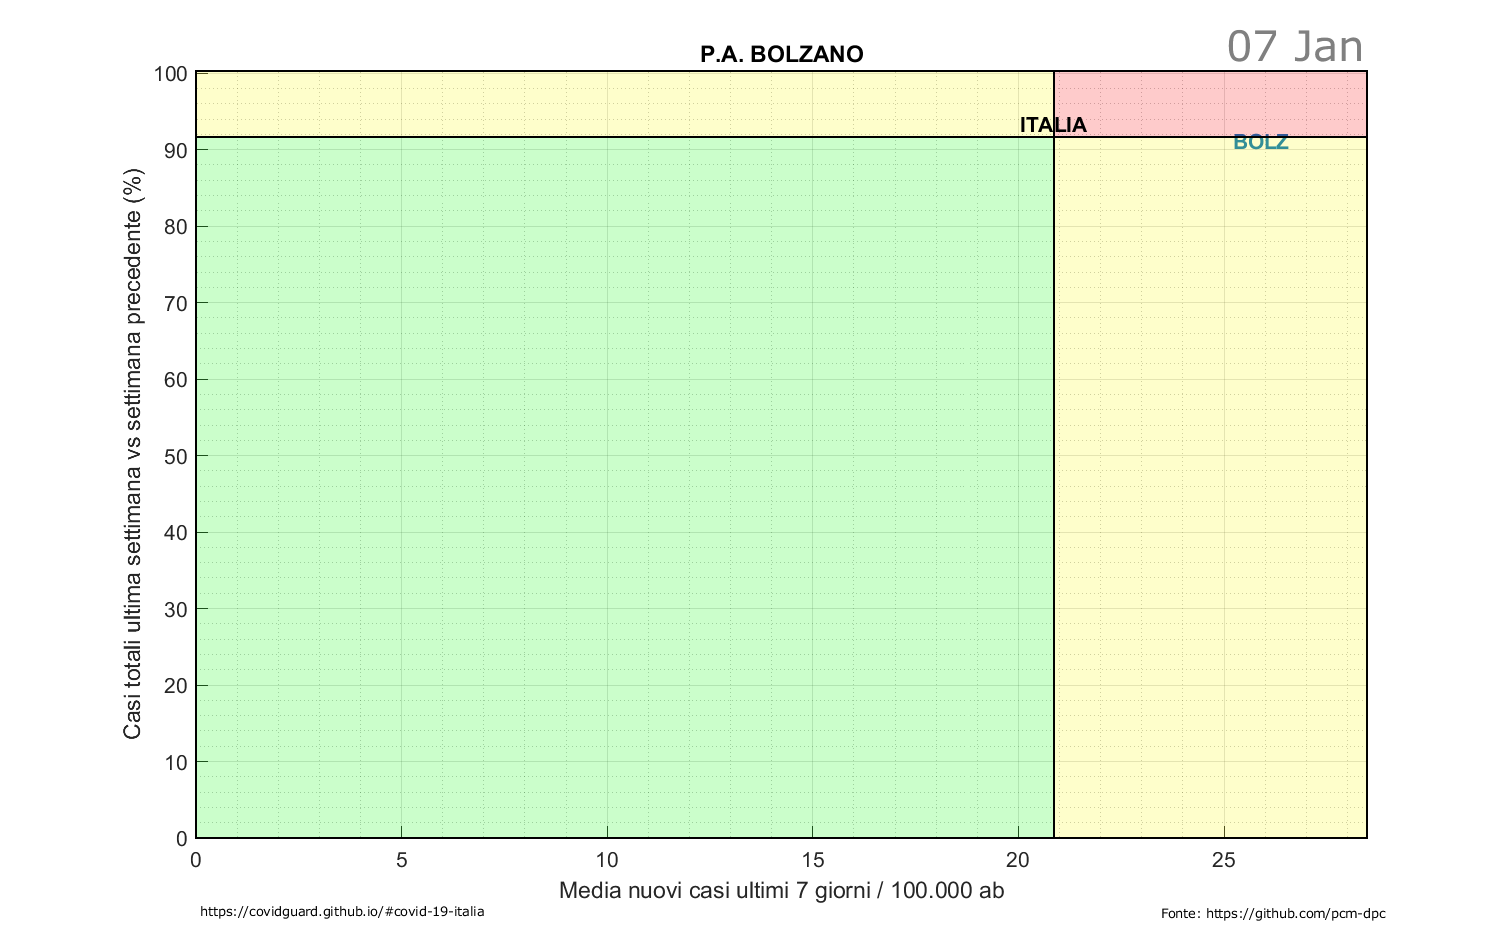 07 Jan
P.A. BOLZANO
Casi totali ultima settimana vs settimana precedente (%)
100
90
80
70
60
50
40
30
20
10
0
ITALIA
BOLZ
0 5 10 15 20 25
Media nuovi casi ultimi 7 giorni / 100.000 ab
https://covidguard.github.io/#covid-19-italia
Fonte: https://github.com/pcm-dpc